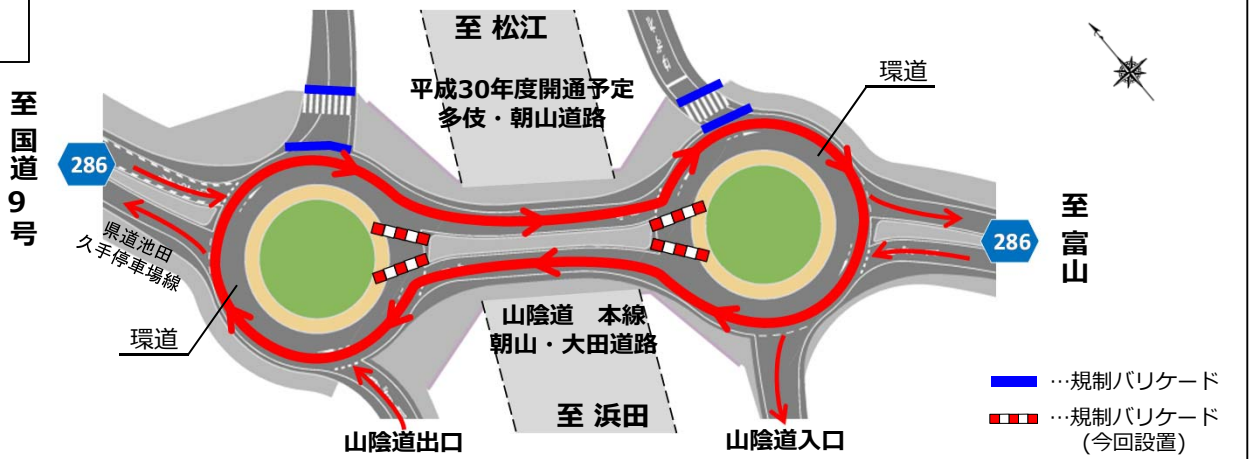 至 松江
平成30年度開通予定
多伎・朝山道路
環道
至国道9号
286
県道池田
久手停車場線
286
至富山
環道
山陰道　本線
朝山・大田道路
至 浜田
山陰道出口
山陰道入口
…規制バリケード
…規制バリケード
(今回設置)